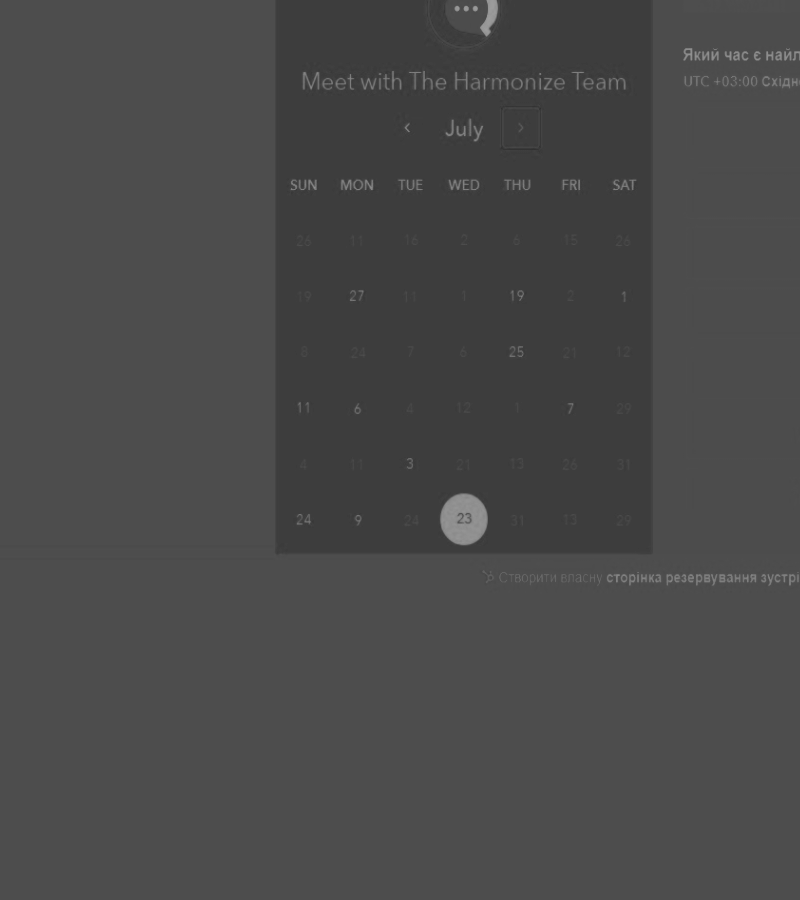 Meet with The Harmonize Team
Який час є найл
UTC +03:00 Східно
‹ July ›
SUN MON TUE WED THU FRI SAT
26 11 16 2 6 15 26
19 27 11 1 19 2 1
8 24 7 6 25 21 12
11 6 4 12 1 7 29
4 11 3 21 13 26 31
24 9 24 23 31 13 29
Створити власну сторінка резервування зустрі